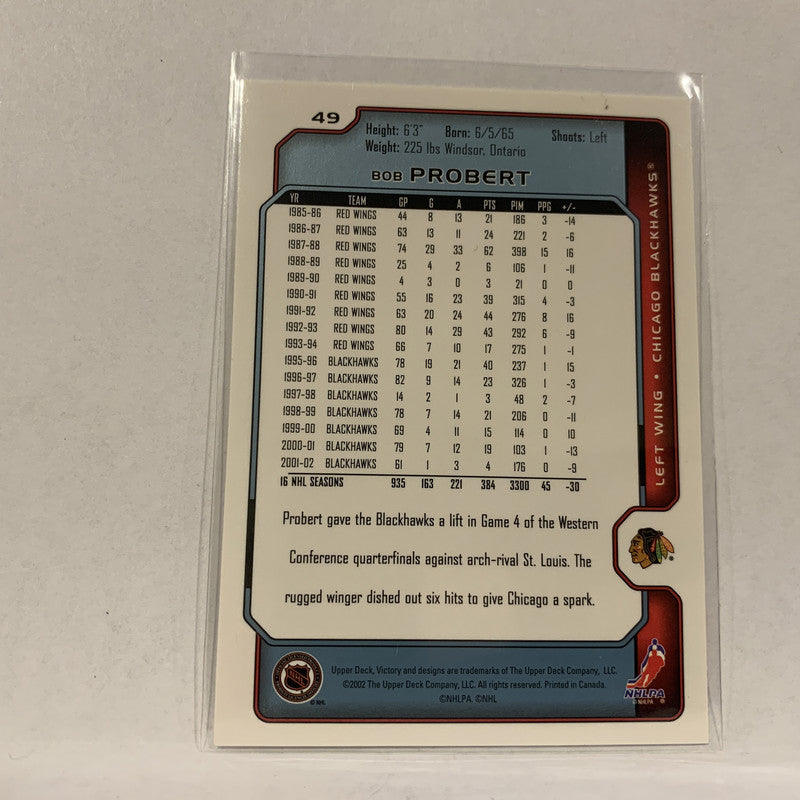 49
Height: 6'3" Born: 6/5/65 Shoots: Left
Weight: 225 lbs Windsor, Ontario
BOB PROBERT
YR TEAM GP G A PTS PIM PPG +/-
1985-86 RED WINGS 44 8 13 21 186 3 -14
1986-87 RED WINGS 63 13 11 24 221 2 -6
1987-88 RED WINGS 74 29 33 62 398 15 16
1988-89 RED WINGS 25 4 2 6 106 1 -11
1989-90 RED WINGS 4 3 0 3 21 0 0
1990-91 RED WINGS 55 16 23 39 315 4 -3
1991-92 RED WINGS 63 20 24 44 276 8 16
1992-93 RED WINGS 80 14 29 43 292 6 -9
1993-94 RED WINGS 66 7 10 17 275 1 -1
1995-96 BLACKHAWKS 78 19 21 40 237 1 15
1996-97 BLACKHAWKS 82 9 14 23 326 1 -3
1997-98 BLACKHAWKS 14 2 1 3 48 2 -7
1998-99 BLACKHAWKS 78 7 14 21 206 0 -11
1999-00 BLACKHAWKS 69 4 11 15 114 0 10
2000-01 BLACKHAWKS 79 7 12 19 103 1 -13
2001-02 BLACKHAWKS 61 1 3 4 176 0 -9
16 NHL SEASONS 935 163 221 384 3300 45 -30
Probert gave the Blackhawks a lift in Game 4 of the Western
Conference quarterfinals against arch-rival St. Louis. The
rugged winger dished out six hits to give Chicago a spark.
LEFT WING • CHICAGO BLACKHAWKS®
Upper Deck, Victory and designs are trademarks of The Upper Deck Company, LLC.
©2002 The Upper Deck Company, LLC. All rights reserved. Printed in Canada.
©NHLPA. ©NHL
NHL
© NHL
NHLPA
©NHLPA ®